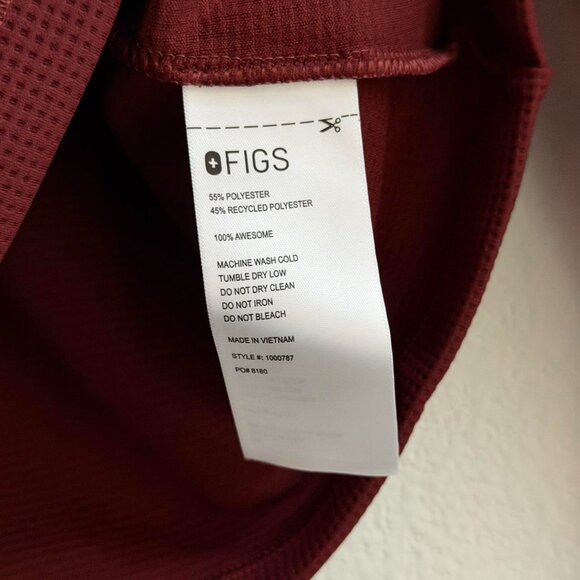 FIGS
55% POLYESTER
45% RECYCLED POLYESTER
100% AWESOME
MACHINE WASH COLD
TUMBLE DRY LOW
DO NOT DRY CLEAN
DO NOT IRON
DO NOT BLEACH
MADE IN VIETNAM
STYLE #: 1000787
PO# 8180